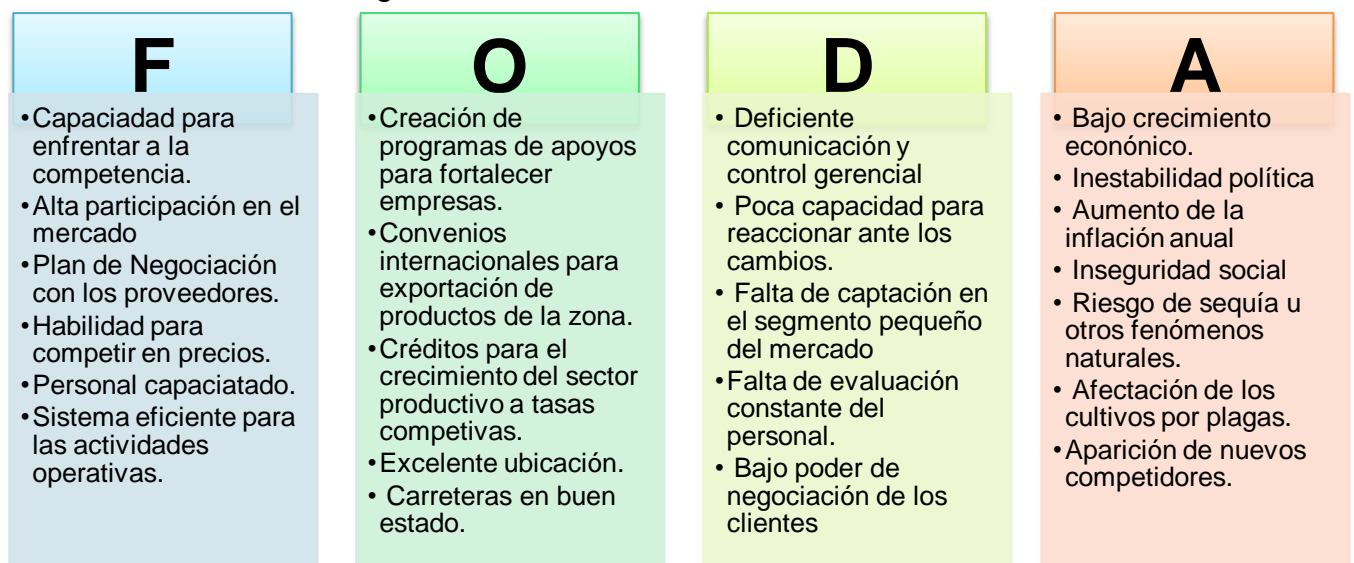 F
•Capaciadad para
enfrentar a la
competencia.
•Alta participación en el
mercado
•Plan de Negociación
con los proveedores.
•Habilidad para
competir en precios.
•Personal capaciatado.
•Sistema eficiente para
las actividades
operativas.
O
•Creación de
programas de apoyos
para fortalecer
empresas.
•Convenios
internacionales para
exportación de
productos de la zona.
•Créditos para el
crecimiento del sector
productivo a tasas
competivas.
•Excelente ubicación.
• Carreteras en buen
estado.
D
• Deficiente
comunicación y
control gerencial
• Poca capacidad para
reaccionar ante los
cambios.
• Falta de captación en
el segmento pequeño
del mercado
•Falta de evaluación
constante del
personal.
• Bajo poder de
negociación de los
clientes
A
• Bajo crecimiento
econónico.
• Inestabilidad política
• Aumento de la
inflación anual
• Inseguridad social
• Riesgo de sequía u
otros fenómenos
naturales.
• Afectación de los
cultivos por plagas.
•Aparición de nuevos
competidores.